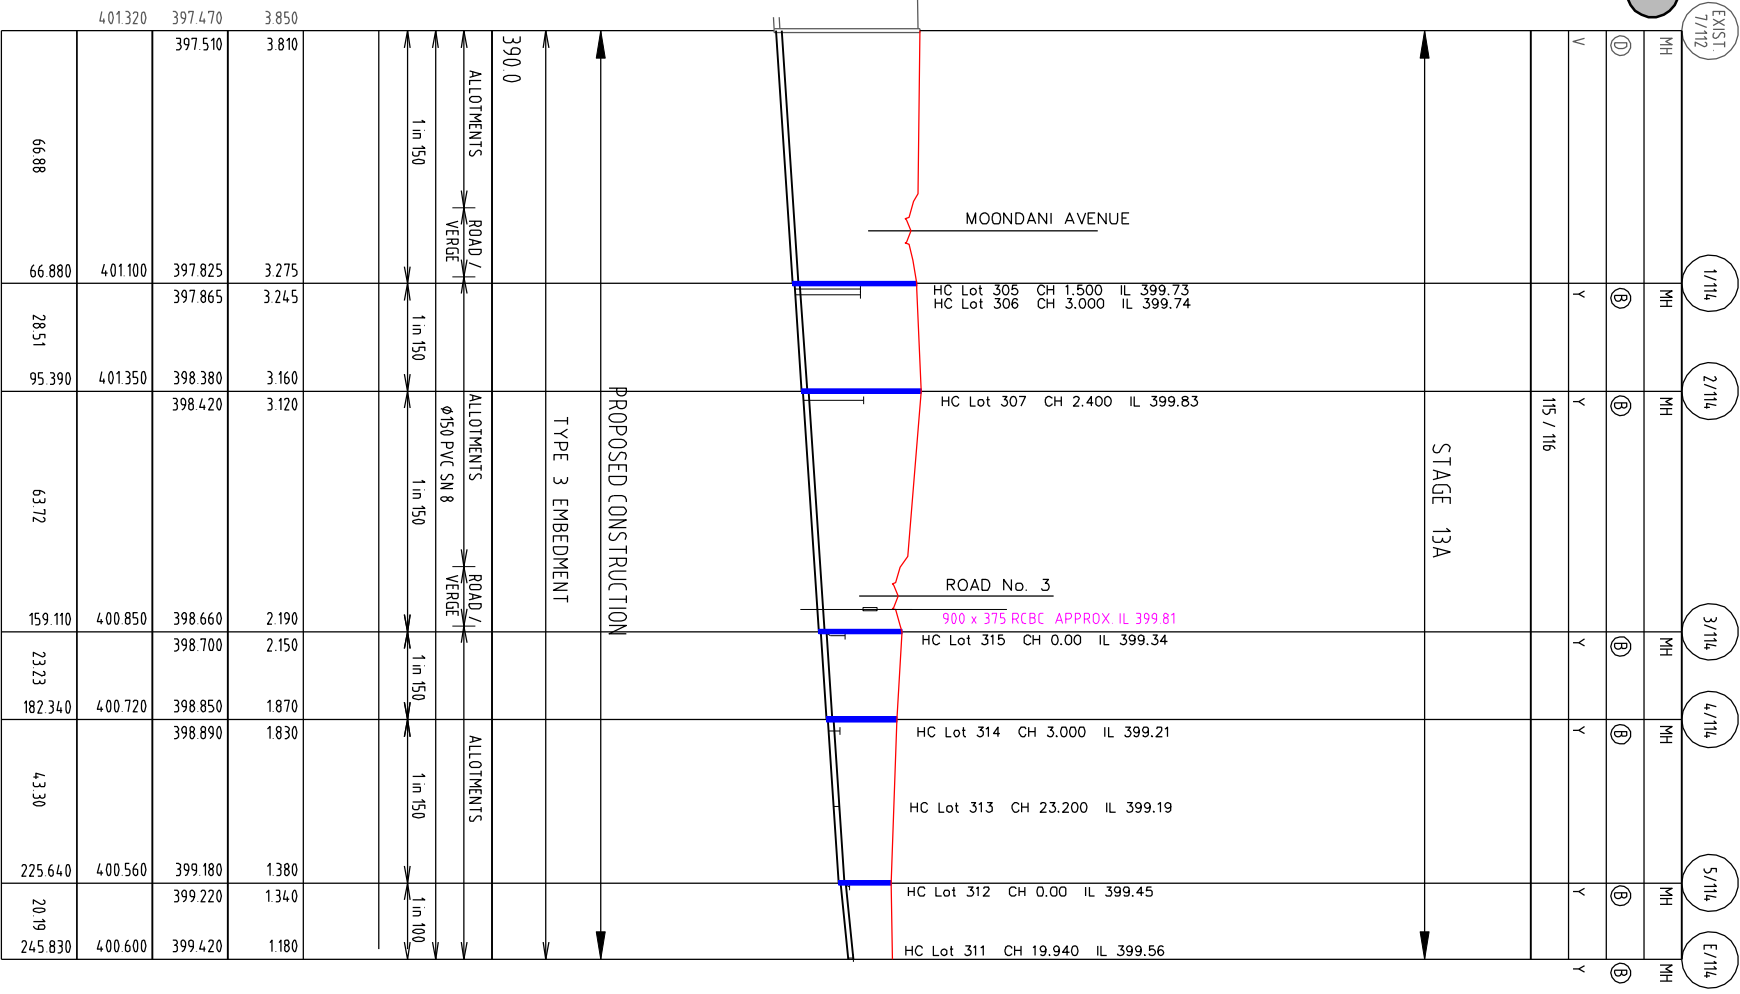 401.320 397.470 3.850
EXIST.
7/112
397.510 3.810
390.0
V
D
MH
ALLOTMENTS
1 in 150
66.88
MOONDANI AVENUE
ROAD /
VERGE
66.880 401.100 397.825 3.275
1/114
397.865 3.245
HC Lot 305 CH 1.500 IL 399.73
HC Lot 306 CH 3.000 IL 399.74
Y
B
MH
28.51
1 in 150
95.390 401.350 398.380 3.160
2/114
398.420 3.120
HC Lot 307 CH 2.400 IL 399.83
Y
B
MH
ALLOTMENTS
ø150 PVC SN 8
115 / 116
PROPOSED CONSTRUCTION
TYPE 3 EMBEDMENT
STAGE 13A
63.72
1 in 150
ROAD No. 3
ROAD /
VERGE
900 x 375 RCBC APPROX. IL 399.81
159.110 400.850 398.660 2.190
3/114
398.700 2.150
HC Lot 315 CH 0.00 IL 399.34
Y
B
MH
23.23
1 in 150
182.340 400.720 398.850 1.870
4/114
398.890 1.830
HC Lot 314 CH 3.000 IL 399.21
Y
B
MH
ALLOTMENTS
43.30
1 in 150
HC Lot 313 CH 23.200 IL 399.19
225.640 400.560 399.180 1.380
5/114
399.220 1.340
HC Lot 312 CH 0.00 IL 399.45
Y
B
MH
20.19
1 in 100
245.830 400.600 399.420 1.180
HC Lot 311 CH 19.940 IL 399.56
E/114
Y
B
MH